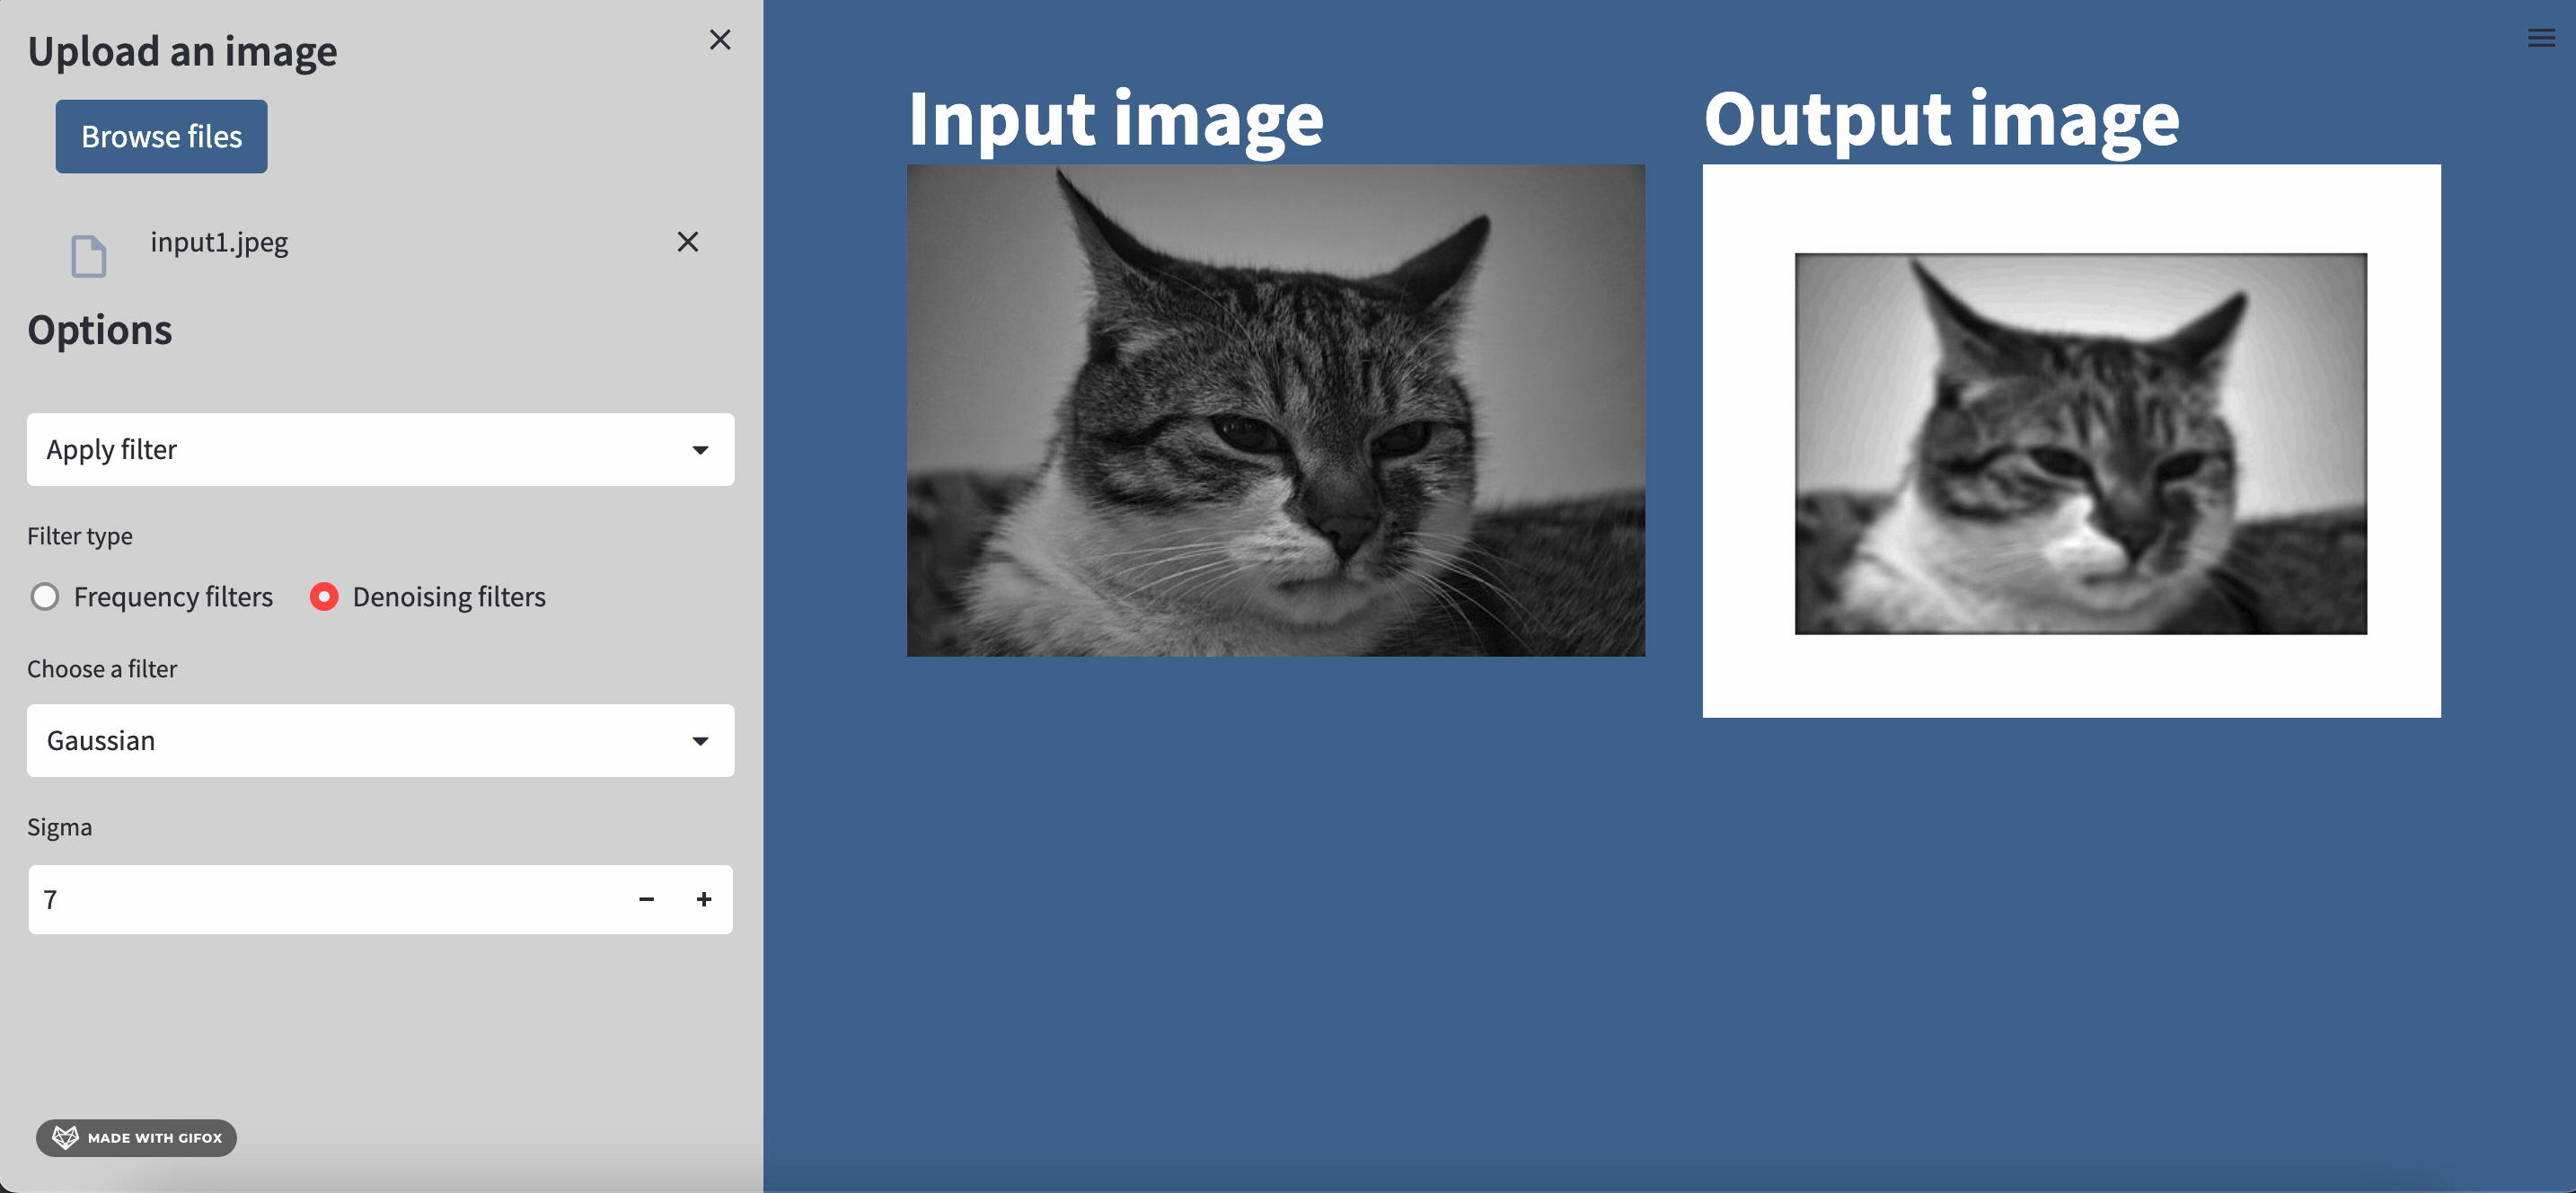 Upload an image
Browse files
input1.jpeg
Options
Apply filter
Filter type
Frequency filters
Denoising filters
Choose a filter
Gaussian
Sigma
7
MADE WITH GIFOX
Input image
Output image